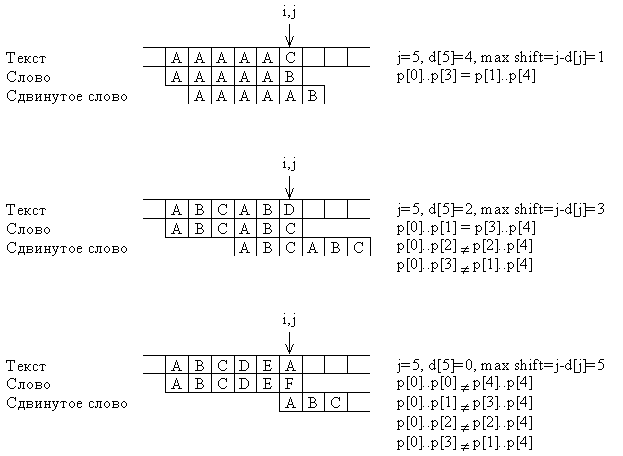 i,j
Текст A A A A A C j=5, d[5]=4, max shift=j-d[j]=1
Слово A A A A A B p[0]..p[3] = p[1]..p[4]
Сдвинутое слово A A A A A B
i,j
Текст A B C A B D j=5, d[5]=2, max shift=j-d[j]=3
Слово A B C A B C p[0]..p[1] = p[3]..p[4]
Сдвинутое слово A B C A B C p[0]..p[2] ≠ p[2]..p[4]
p[0]..p[3] ≠ p[1]..p[4]
i,j
Текст A B C D E A j=5, d[5]=0, max shift=j-d[j]=5
Слово A B C D E F p[0]..p[0] ≠ p[4]..p[4]
Сдвинутое слово A B C p[0]..p[1] ≠ p[3]..p[4]
p[0]..p[2] ≠ p[2]..p[4]
p[0]..p[3] ≠ p[1]..p[4]